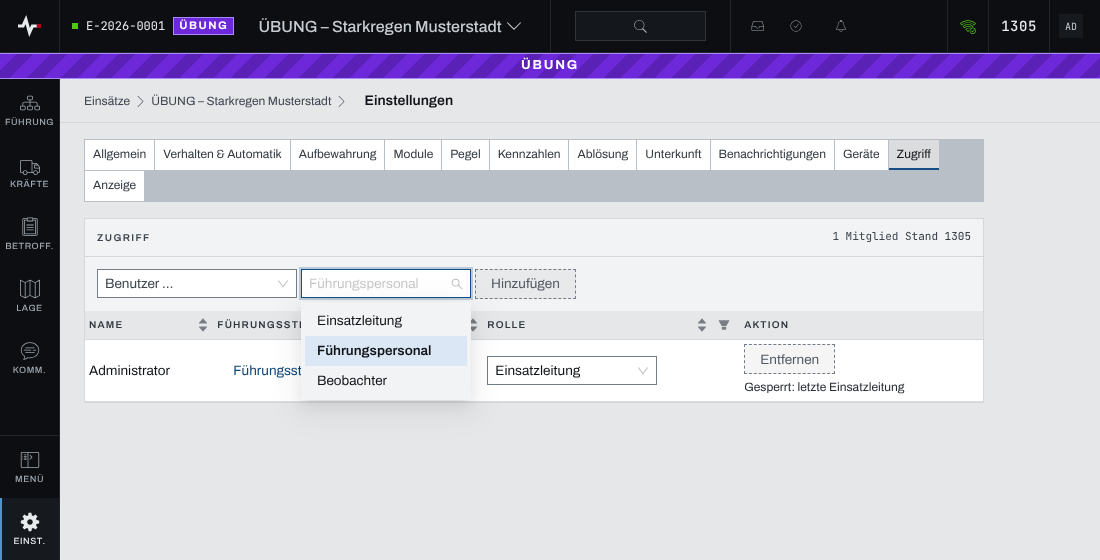 E-2026-0001 ÜBUNG ÜBUNG – Starkregen Musterstadt 1305 AD
ÜBUNG
FÜHRUNG
KRÄFTE
BETROFF.
LAGE
KOMM.
MENÜ
EINST.
Einsätze ÜBUNG – Starkregen Musterstadt Einstellungen
Allgemein Verhalten & Automatik Aufbewahrung Module Pegel Kennzahlen Ablösung Unterkunft Benachrichtigungen Geräte Zugriff
Anzeige
ZUGRIFF 1 Mitglied Stand 1305
Benutzer ... Führungspersonal Hinzufügen
Einsatzleitung
Führungspersonal
Beobachter
NAME FÜHRUNGSST ROLLE AKTION
Administrator Führungsst Einsatzleitung Entfernen
Gesperrt: letzte Einsatzleitung